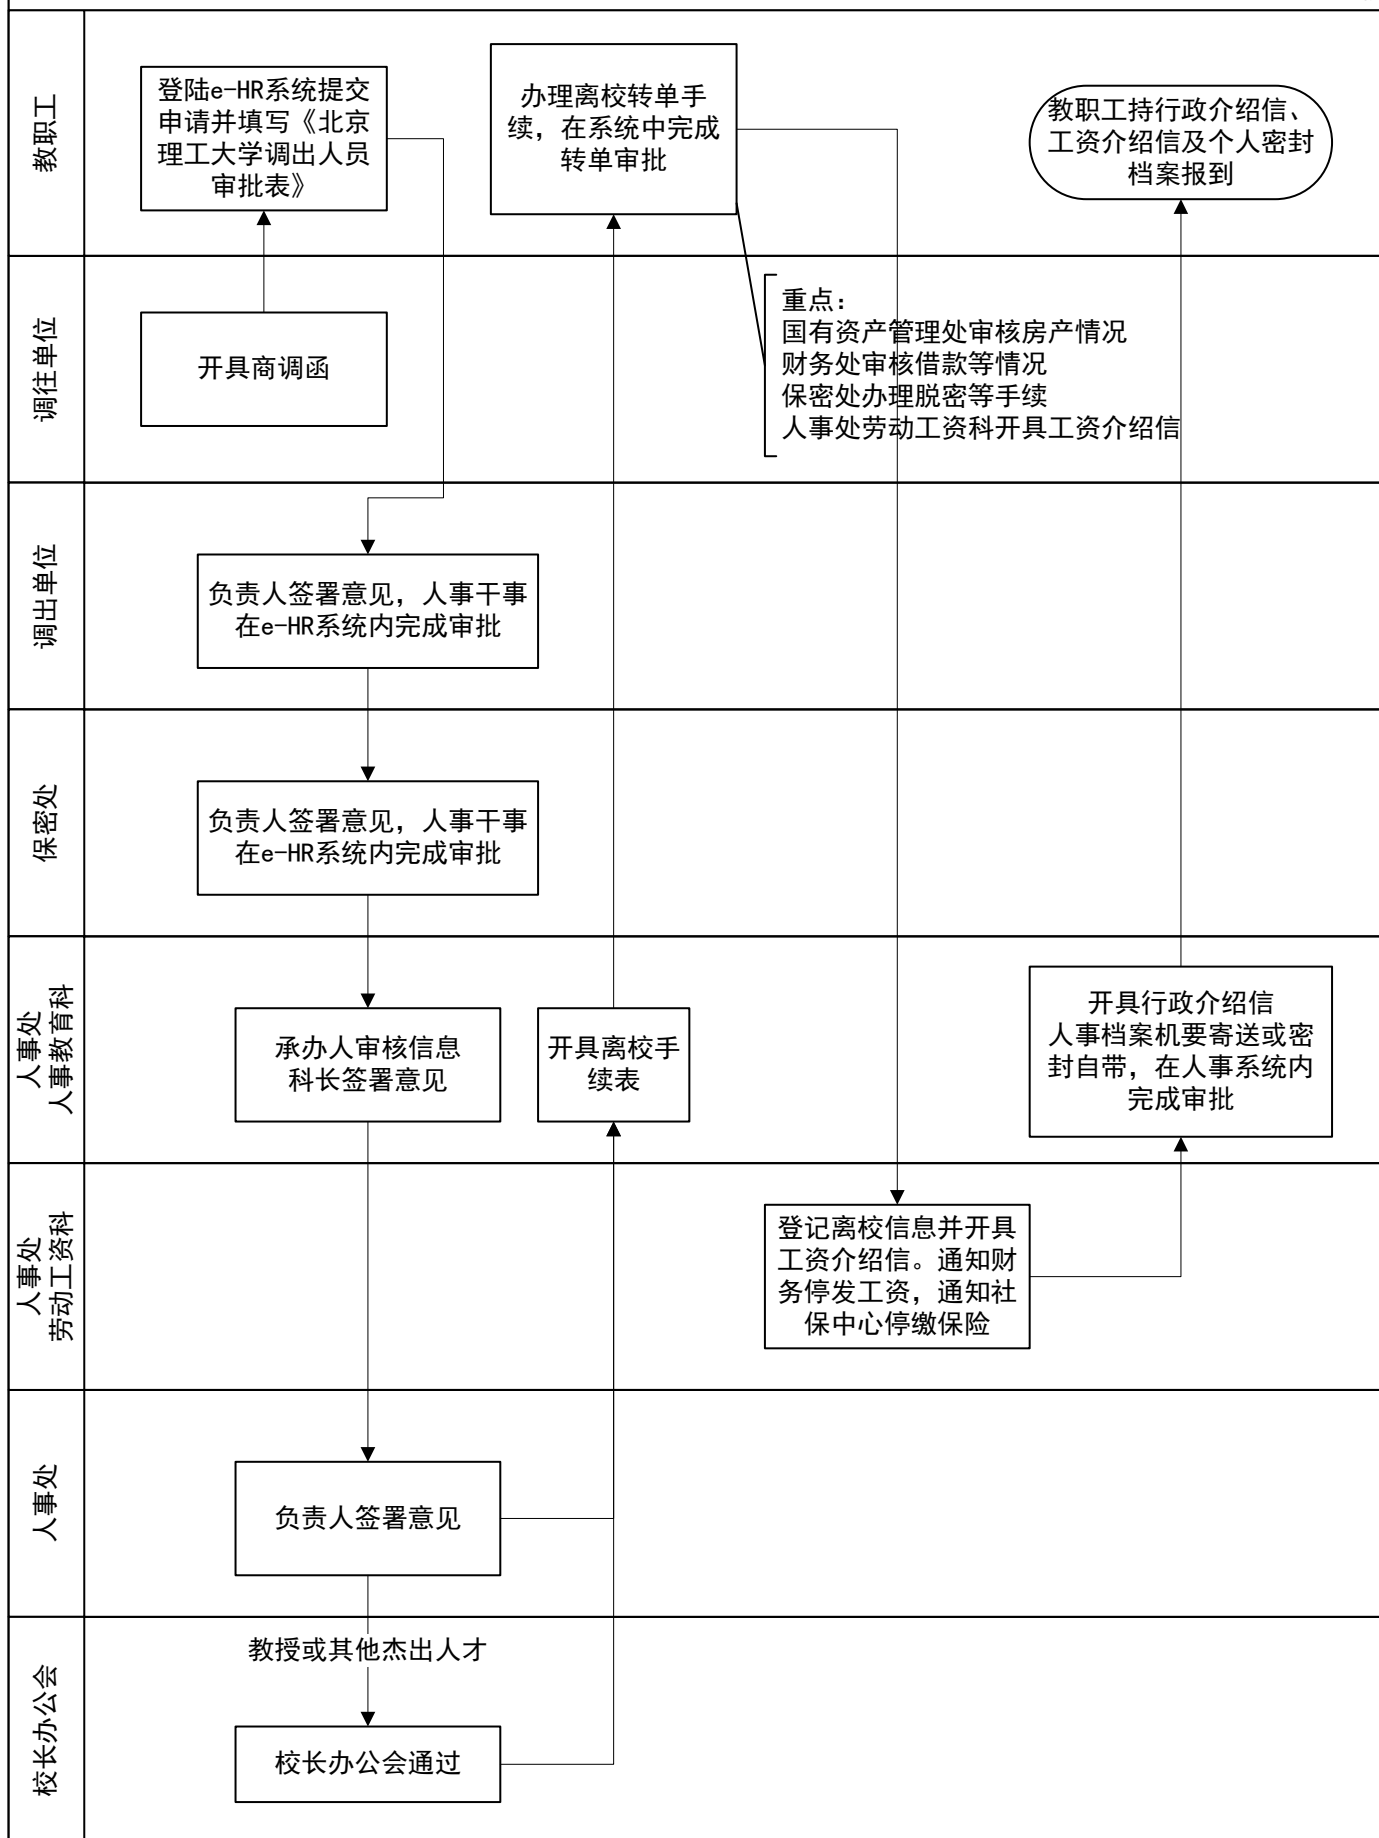 教职工
登陆e-HR系统提交
申请并填写《北京
理工大学调出人员
审批表》
办理离校转单手
续，在系统中完成
转单审批
教职工持行政介绍信、
工资介绍信及个人密封
档案报到
调往单位
开具商调函
重点：
国有资产管理处审核房产情况
财务处审核借款等情况
保密处办理脱密等手续
人事处劳动工资科开具工资介绍信
调出单位
负责人签署意见，人事干事
在e-HR系统内完成审批
保密处
负责人签署意见，人事干事
在e-HR系统内完成审批
人事处
人事教育科
承办人审核信息
科长签署意见
开具离校手
续表
开具行政介绍信
人事档案机要寄送或密
封自带，在人事系统内
完成审批
人事处
劳动工资科
登记离校信息并开具
工资介绍信。通知财
务停发工资，通知社
保中心停缴保险
人事处
负责人签署意见
校长办公会
教授或其他杰出人才
校长办公会通过